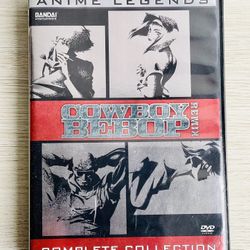 ANIME LEGENDS
BANDAI
COWBOY
BEBOP
REMIX
COMPLETE COLLECTION
DVD